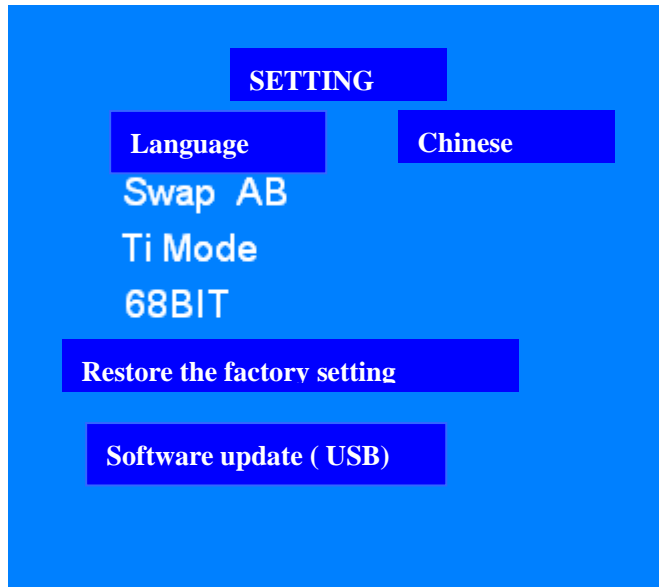 SETTING
Language Chinese
Swap AB
Ti Mode
68BIT
Restore the factory setting
Software update ( USB)